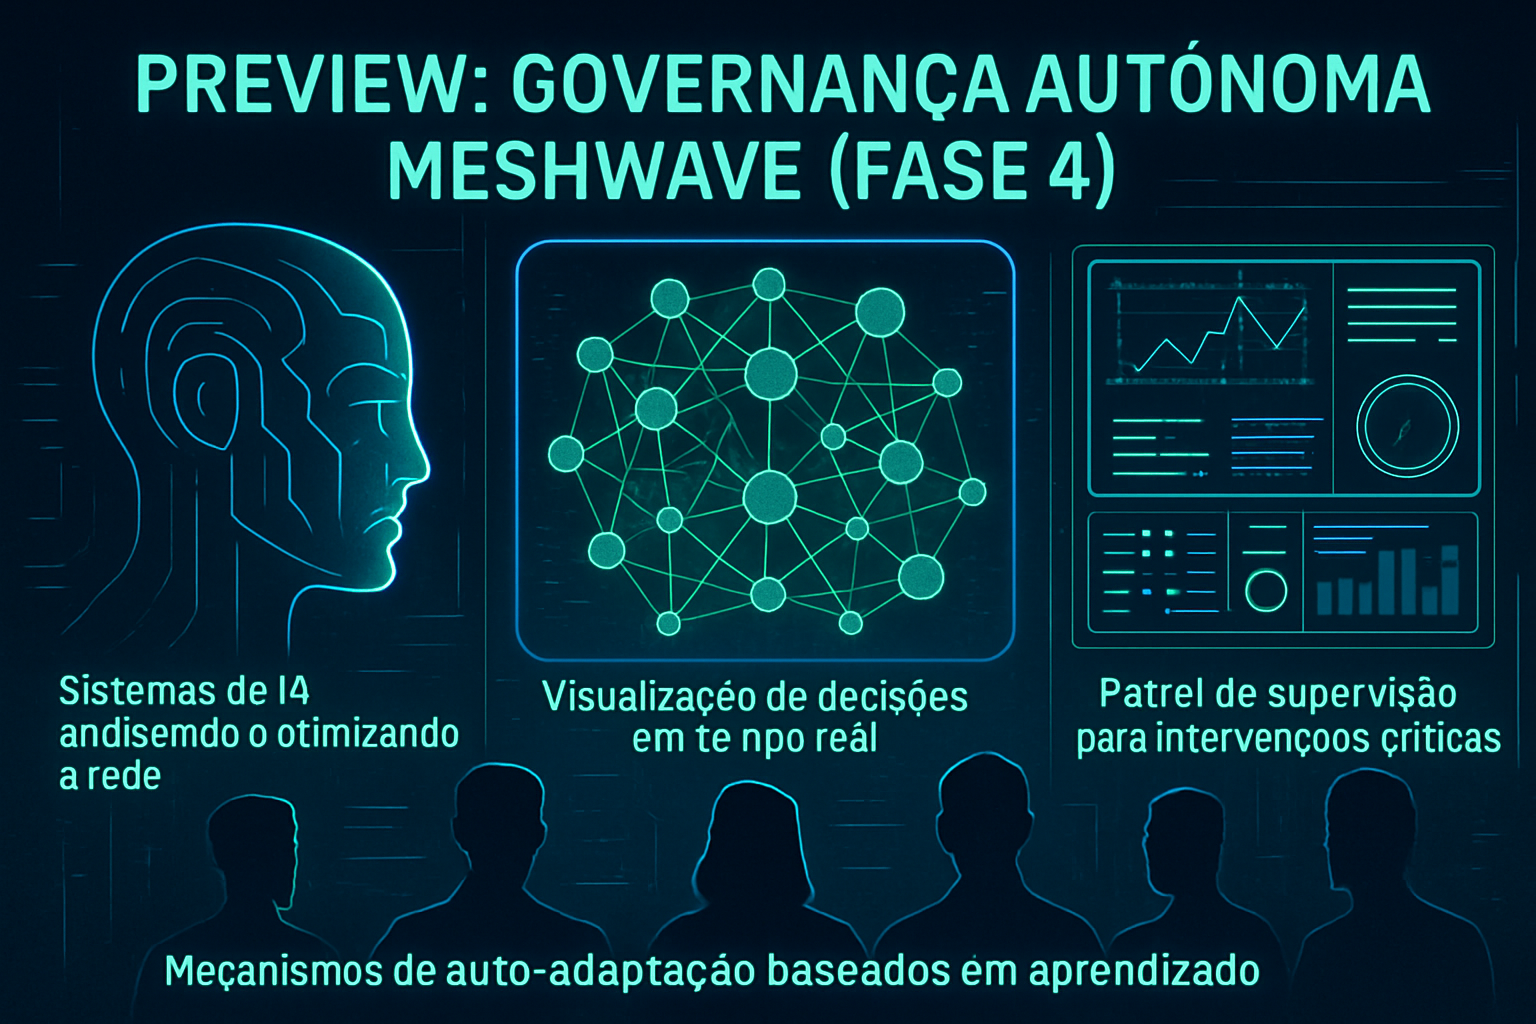 PREVIEW: GOVERNANÇA AUTÓNOMA
MESHWAVE (FASE 4)
Sistemas de I4
andisemdo o otimizando
a rede
Visualizaçéo de decisões
em te npo reál
Patrel de supervisão
para intervençoos çriticas
Meçanismos de auto-adaptação baseados em aprendizado